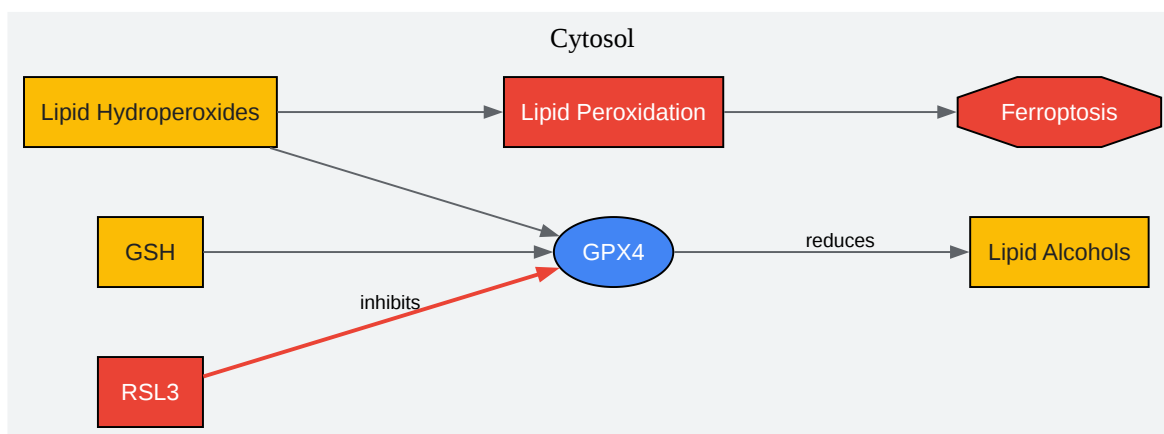 Cytosol
Lipid Hydroperoxides
Lipid Peroxidation
Ferroptosis
GSH
GPX4
reduces
Lipid Alcohols
inhibits
RSL3